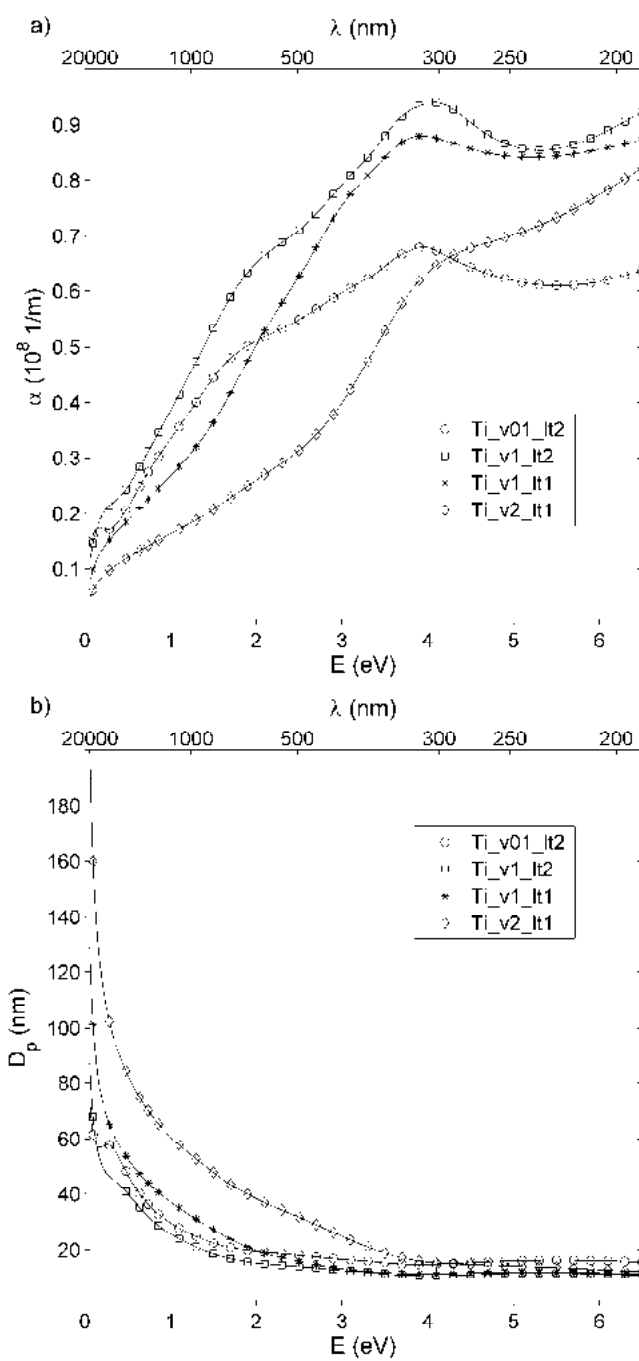 a)
λ (nm)
20000 1000 500 300 250 200
0.9
0.8
0.7
0.6
0.5
0.4
0.3
0.2
0.1
α (10⁸ 1/m)
Ti_v01_lt2
Ti_v1_lt2
Ti_v1_lt1
Ti_v2_lt1
0 1 2 3 4 5 6
E (eV)
b)
λ (nm)
20000 1000 500 300 250 200
180
160
140
120
100
80
60
40
20
Dₚ (nm)
Ti_v01_lt2
Ti_v1_lt2
Ti_v1_lt1
Ti_v2_lt1
0 1 2 3 4 5 6
E (eV)